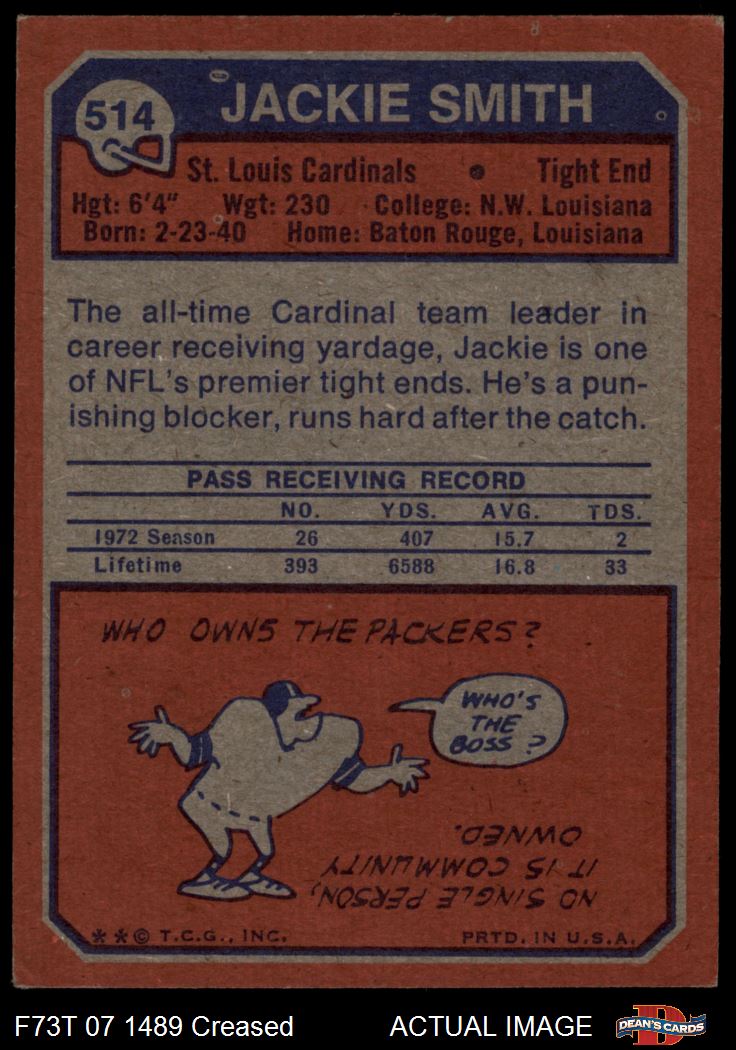 514
JACKIE SMITH
St. Louis Cardinals • Tight End
Hgt: 6'4" Wgt: 230 College: N.W. Louisiana
Born: 2-23-40 Home: Baton Rouge, Louisiana
The all-time Cardinal team leader in
career receiving yardage, Jackie is one
of NFL's premier tight ends. He's a pun-
ishing blocker, runs hard after the catch.
PASS RECEIVING RECORD
NO. YDS. AVG. TDS.
1972 Season 26 407 15.7 2
Lifetime 393 6588 16.8 33
WHO OWNS THE PACKERS?
WHO'S
THE
BOSS ?
NO SINGLE PERSON,
IT IS COMMUNITY
OWNED.
* * © T.C.G., INC. PRTD. IN U.S.A.
F73T 07 1489 Creased ACTUAL IMAGE
D
DEAN'S CARDS